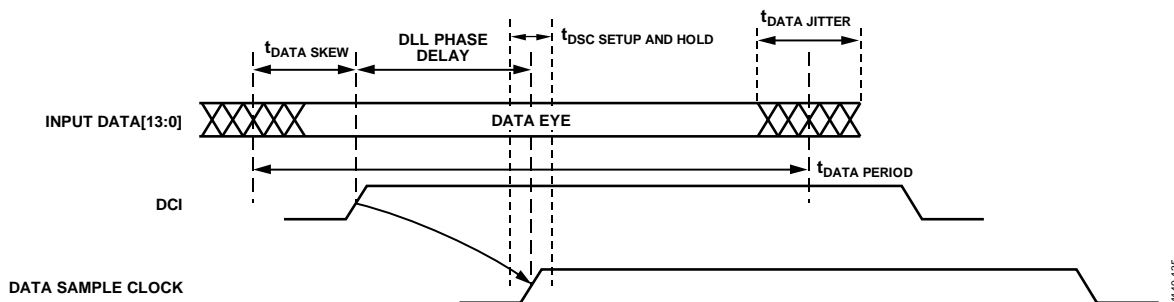 tDATA SKEW
DLL PHASE
DELAY
tDSC SETUP AND HOLD
tDATA JITTER
INPUT DATA[13:0]
DATA EYE
tDATA PERIOD
DCI
DATA SAMPLE CLOCK